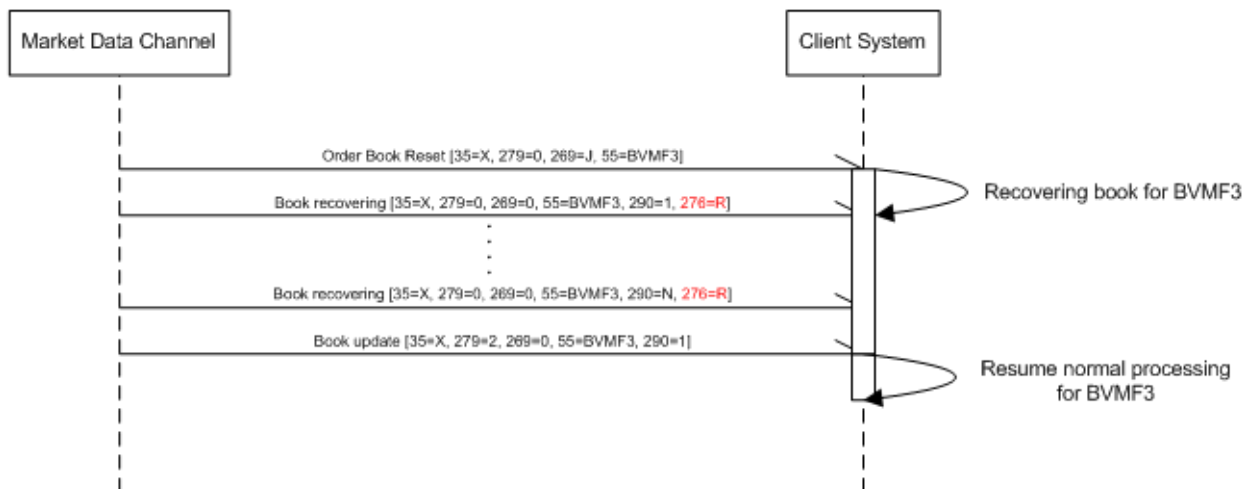 Market Data Channel
Client System
Order Book Reset [35=X, 279=0, 269=J, 55=BVMF3]
Recovering book for BVMF3
Book recovering [35=X, 279=0, 269=0, 55=BVMF3, 290=1, 276=R]
Book recovering [35=X, 279=0, 269=0, 55=BVMF3, 290=N, 276=R]
Book update [35=X, 279=2, 269=0, 55=BVMF3, 290=1]
Resume normal processing
for BVMF3